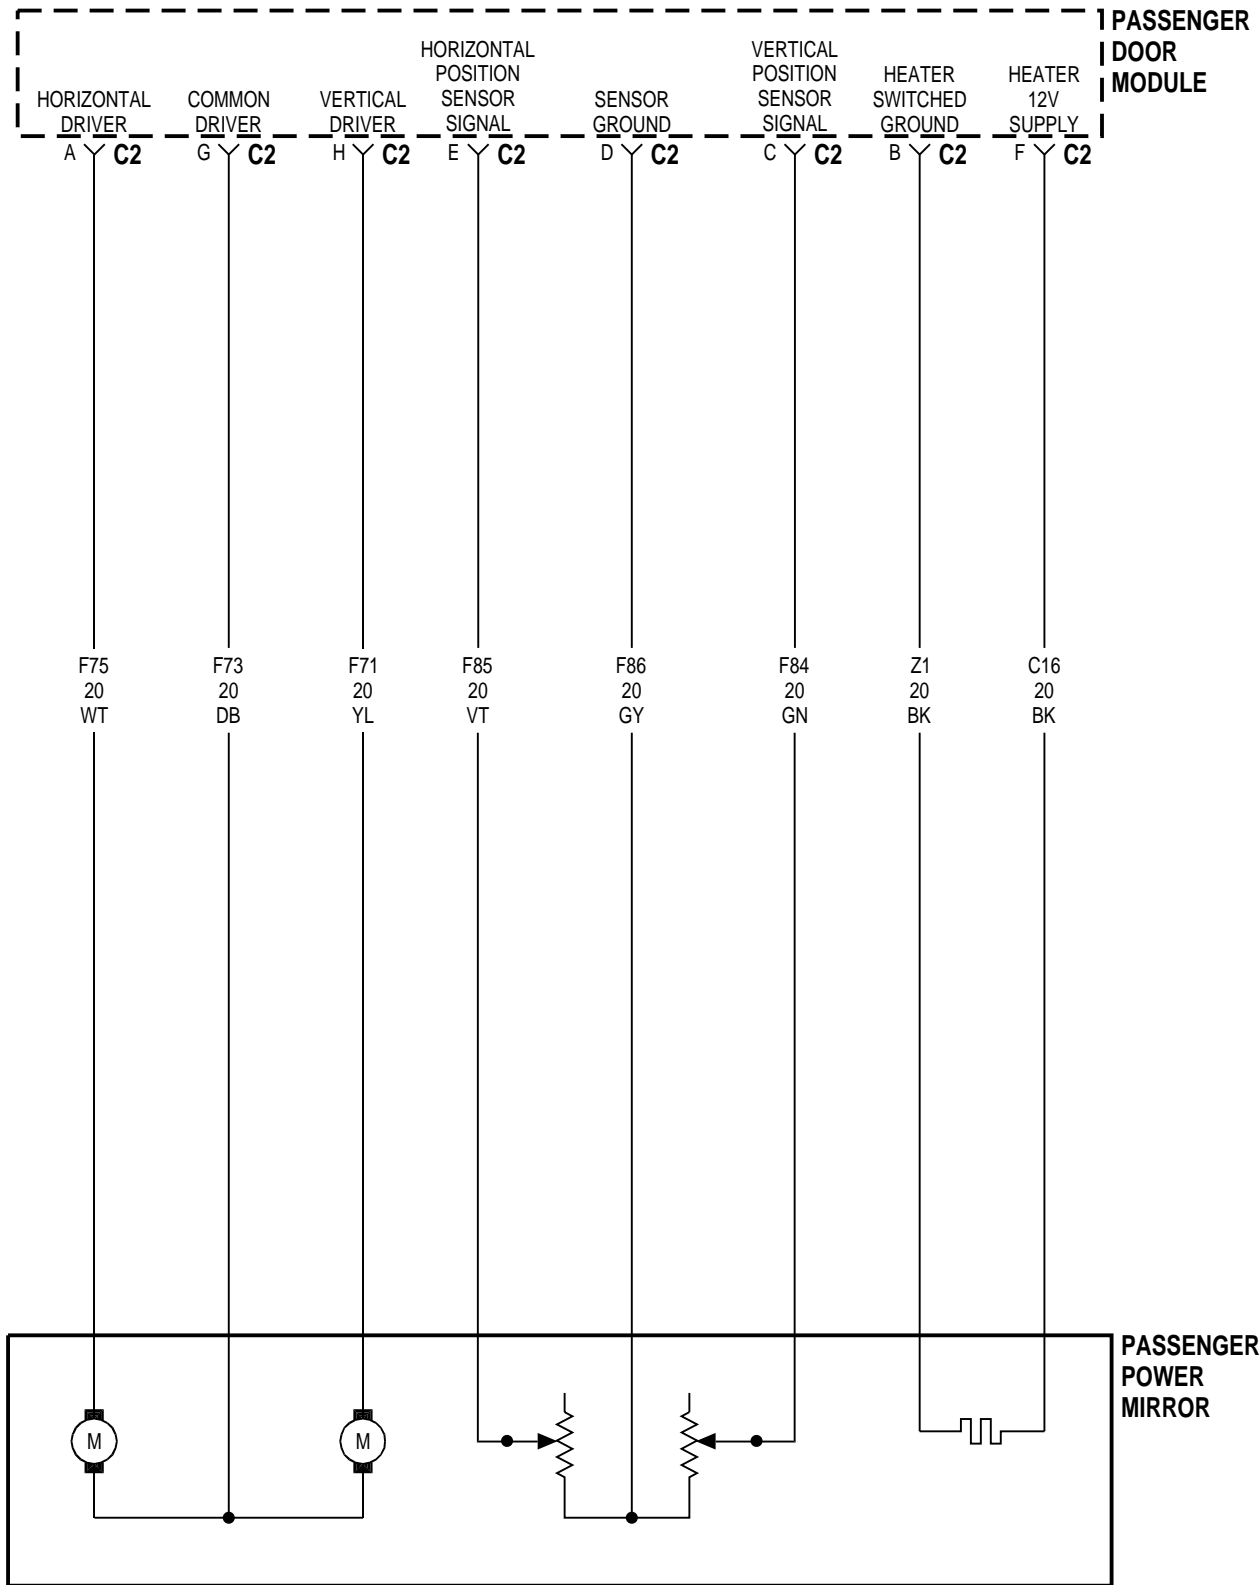 PASSENGER
DOOR
MODULE
HORIZONTAL
DRIVER
COMMON
DRIVER
VERTICAL
DRIVER
HORIZONTAL
POSITION
SENSOR
SIGNAL
SENSOR
GROUND
VERTICAL
POSITION
SENSOR
SIGNAL
HEATER
SWITCHED
GROUND
HEATER
12V
SUPPLY
A C2
G C2
H C2
E C2
D C2
C C2
B C2
F C2
F75
20
WT
F73
20
DB
F71
20
YL
F85
20
VT
F86
20
GY
F84
20
GN
Z1
20
BK
C16
20
BK
PASSENGER
POWER
MIRROR
M
M